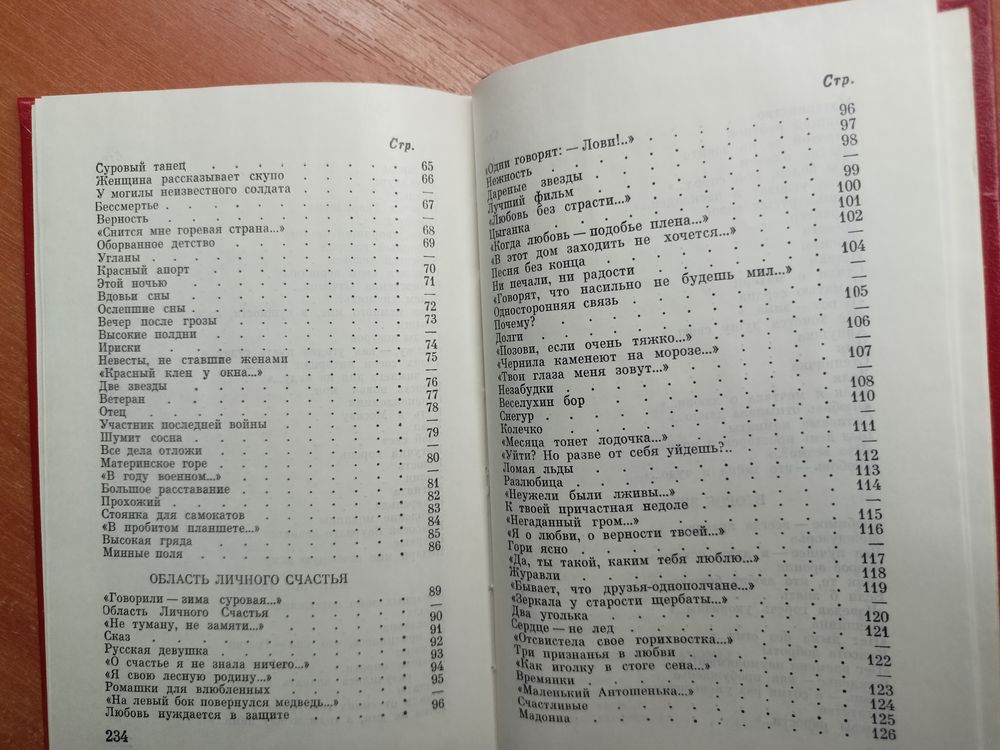 Стр.
Суровый танец . . . . . . . 65
Женщина рассказывает скупо . . . . 66
У могилы неизвестного солдата . . . . —
Бессмертье . . . . . . . . 67
Верность . . . . . . . . —
«Снится мне горевая страна...» . . . . 68
Оборванное детство . . . . . . 69
Угланы . . . . . . . . —
Красный апорт . . . . . . . 70
Этой ночью . . . . . . . . 71
Вдовьи сны . . . . . . . . —
Ослепшие сны . . . . . . . 72
Вечер после грозы . . . . . . 73
Высокие полдни . . . . . . . —
Ириски . . . . . . . . 74
Невесты, не ставшие женами . . . . 75
«Красный клен у окна...» . . . . . —
Две звезды . . . . . . . . 76
Ветеран . . . . . . . . 77
Отец . . . . . . . . . 78
Участник последней войны . . . . . —
Шумит сосна . . . . . . . 79
Все дела отложи . . . . . . —
Материнское горе . . . . . . 80
«В году военном...» . . . . . . —
Большое расставание . . . . . . 81
Прохожий . . . . . . . . 82
Стоянка для самокатов . . . . . 83
«В пробитом планшете...» . . . . . 84
Высокая гряда . . . . . . . 85
Минные поля . . . . . . . 86
ОБЛАСТЬ ЛИЧНОГО СЧАСТЬЯ
«Говорили — зима суровая...» . . . . 89
Область Личного Счастья . . . . . —
«Не туману, не замяти...» . . . . . 90
Сказ . . . . . . . . . 91
Русская девушка . . . . . . 92
«О счастье я не знала ничего...» . . . 93
«Я свою лесную родину...» . . . . . 94
Ромашки для влюбленных . . . . . 95
«На левый бок повернулся медведь...» . . —
Любовь нуждается в защите . . . . 96
234
Стр.
«Одни говорят: — Лови!..» . . . . . 96
Нежность . . . . . . . . 97
Дареные звезды . . . . . . . 98
Лучший фильм . . . . . . . —
«Любовь без страсти...» . . . . . 99
Цыганка . . . . . . . . 100
«Когда любовь — подобье плена...» . . . 101
«В этот дом заходить не хочется...» . . 102
Песня без конца . . . . . . —
Ни печали, ни радости . . . . . 104
«Говорят, что насильно не будешь мил...» . —
Односторонняя связь . . . . . . —
Почему? . . . . . . . . 105
Долги . . . . . . . . —
«Позови, если очень тяжко...» . . . . 106
«Чернила каменеют на морозе...» . . . —
«Твои глаза меня зовут...» . . . . . 107
Незабудки . . . . . . . . —
Веселухин бор . . . . . . . 108
Снегур . . . . . . . . 110
Колечко . . . . . . . . —
«Месяца тонет лодочка...» . . . . . 111
«Уйти? Но разве от себя уйдешь?.. . . . —
Ломая льды . . . . . . . 112
Разлюбица . . . . . . . . 113
«Неужели были лживы...» . . . . . 114
К твоей причастная недоле . . . . —
«Негаданный гром...» . . . . . . 115
«Я о любви, о верности твоей...» . . . 116
Гори ясно . . . . . . . . —
«Да, ты такой, каким тебя люблю...» . . 117
Журавли . . . . . . . . 118
«Бывает, что друзья-однополчане...» . . . 119
«Зеркала у старости щербаты...» . . . —
Два уголька . . . . . . . 120
Сердце — не лед . . . . . . 121
«Отсвистела свое горихвостка...» . . . —
Три признанья в любви . . . . . 122
«Как иголку в стоге сена...» . . . . —
Времянки . . . . . . . . 123
«Маленький Антошенька...» . . . . . 124
Счастливые . . . . . . . 125
Мадонна . . . . . . . . 126